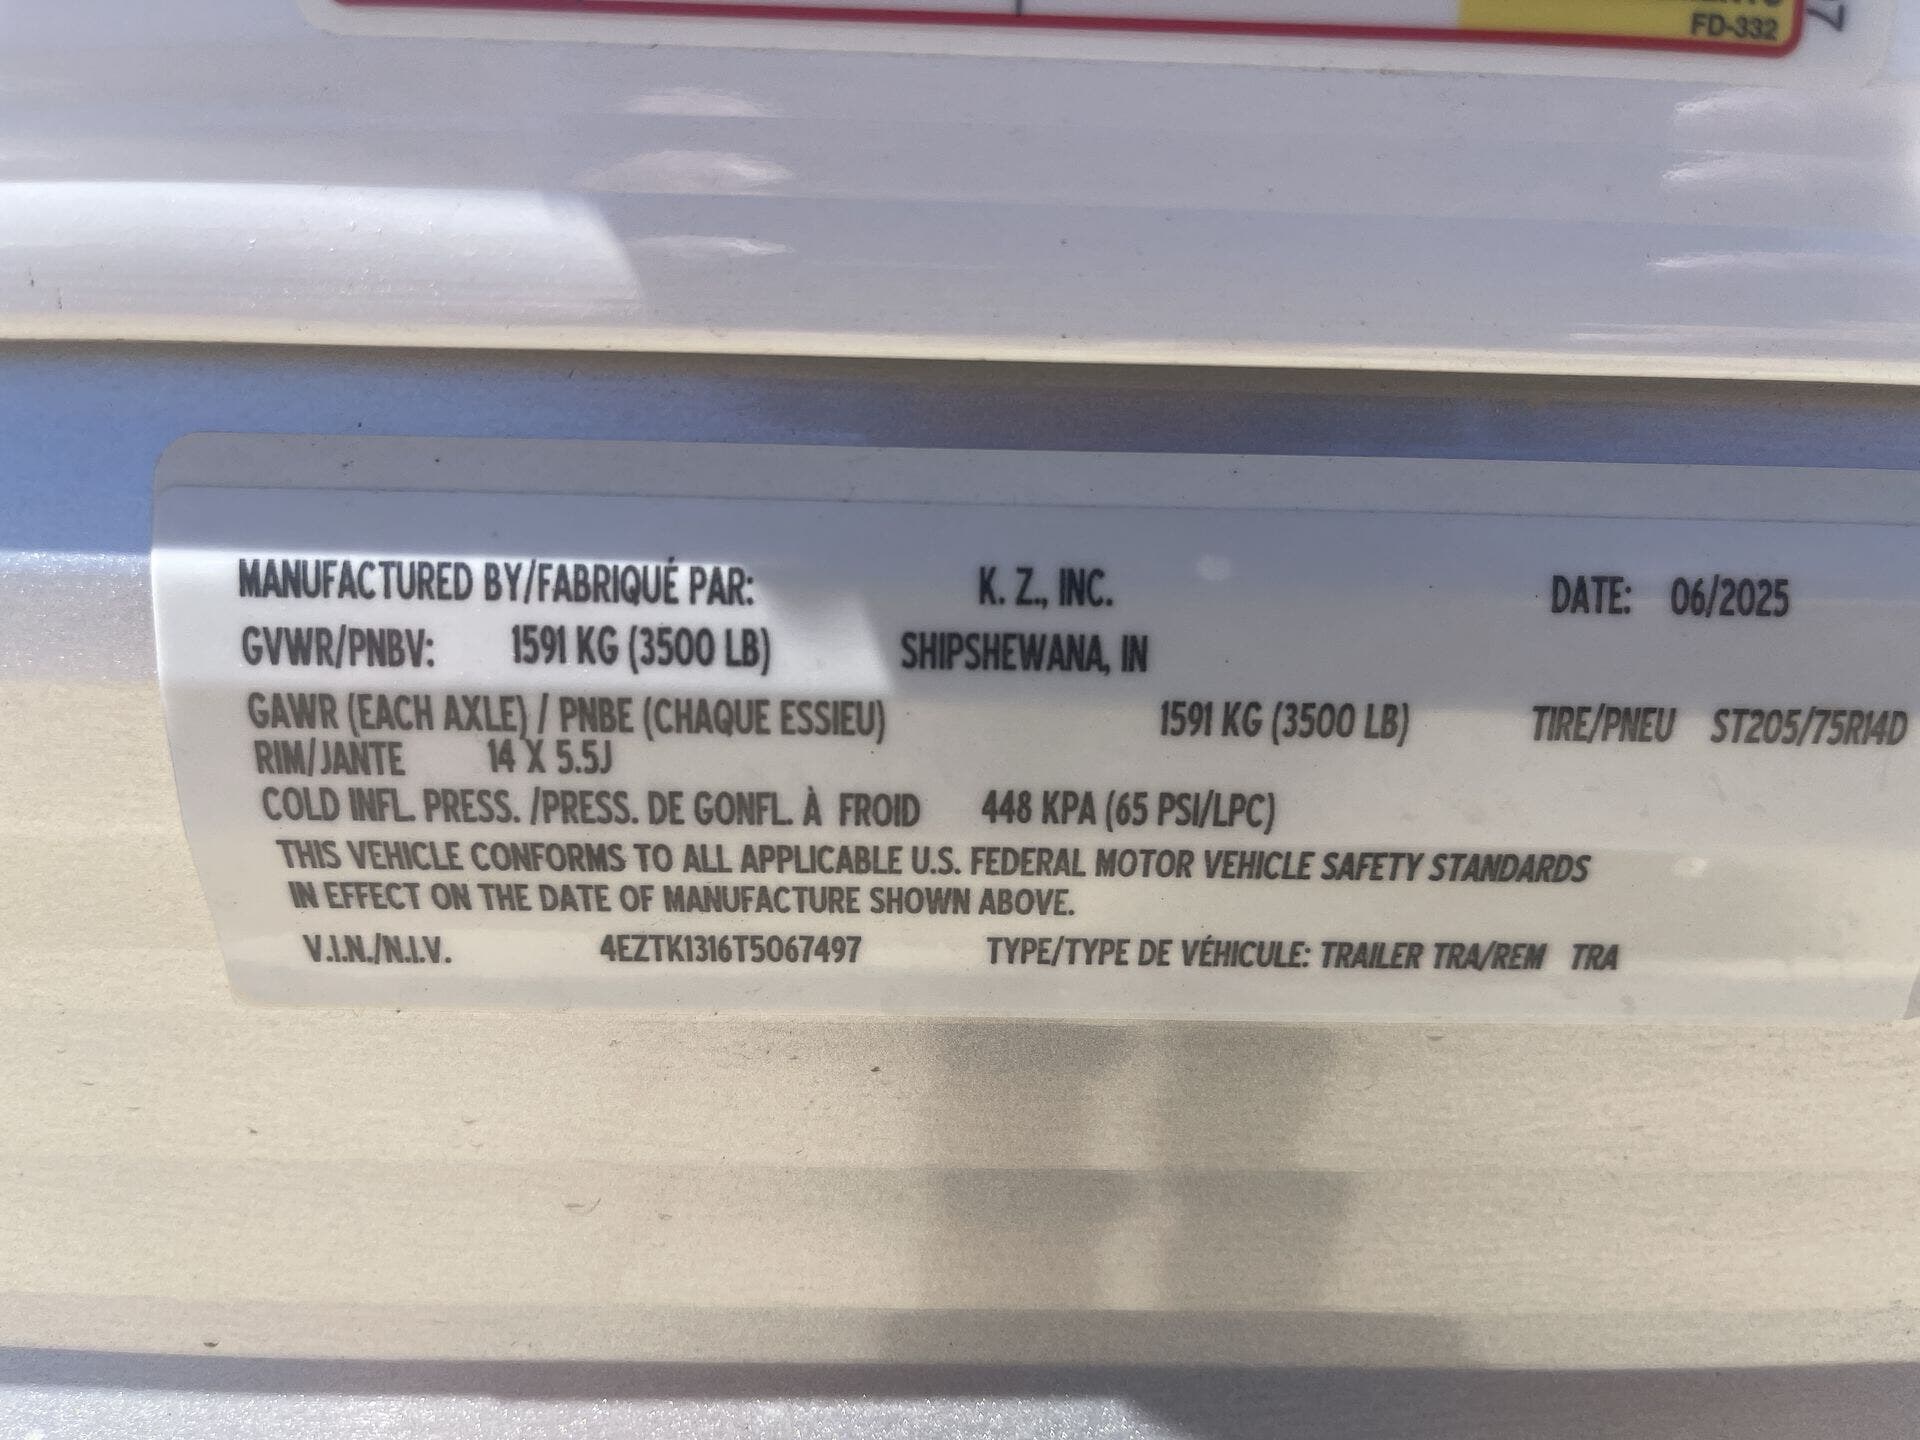 FD-332
MANUFACTURED BY/FABRIQUÉ PAR: K. Z., INC. DATE: 06/2025
GVWR/PNBV: 1591 KG (3500 LB) SHIPSHEWANA, IN
GAWR (EACH AXLE) / PNBE (CHAQUE ESSIEU) 1591 KG (3500 LB) TIRE/PNEU ST205/75R14D
RIM/JANTE 14 X 5.5J
COLD INFL. PRESS. /PRESS. DE GONFL. À FROID 448 KPA (65 PSI/LPC)
THIS VEHICLE CONFORMS TO ALL APPLICABLE U.S. FEDERAL MOTOR VEHICLE SAFETY STANDARDS
IN EFFECT ON THE DATE OF MANUFACTURE SHOWN ABOVE.
V.I.N./N.I.V. 4EZTK1316T5067497 TYPE/TYPE DE VÉHICULE: TRAILER TRA/REM TRA